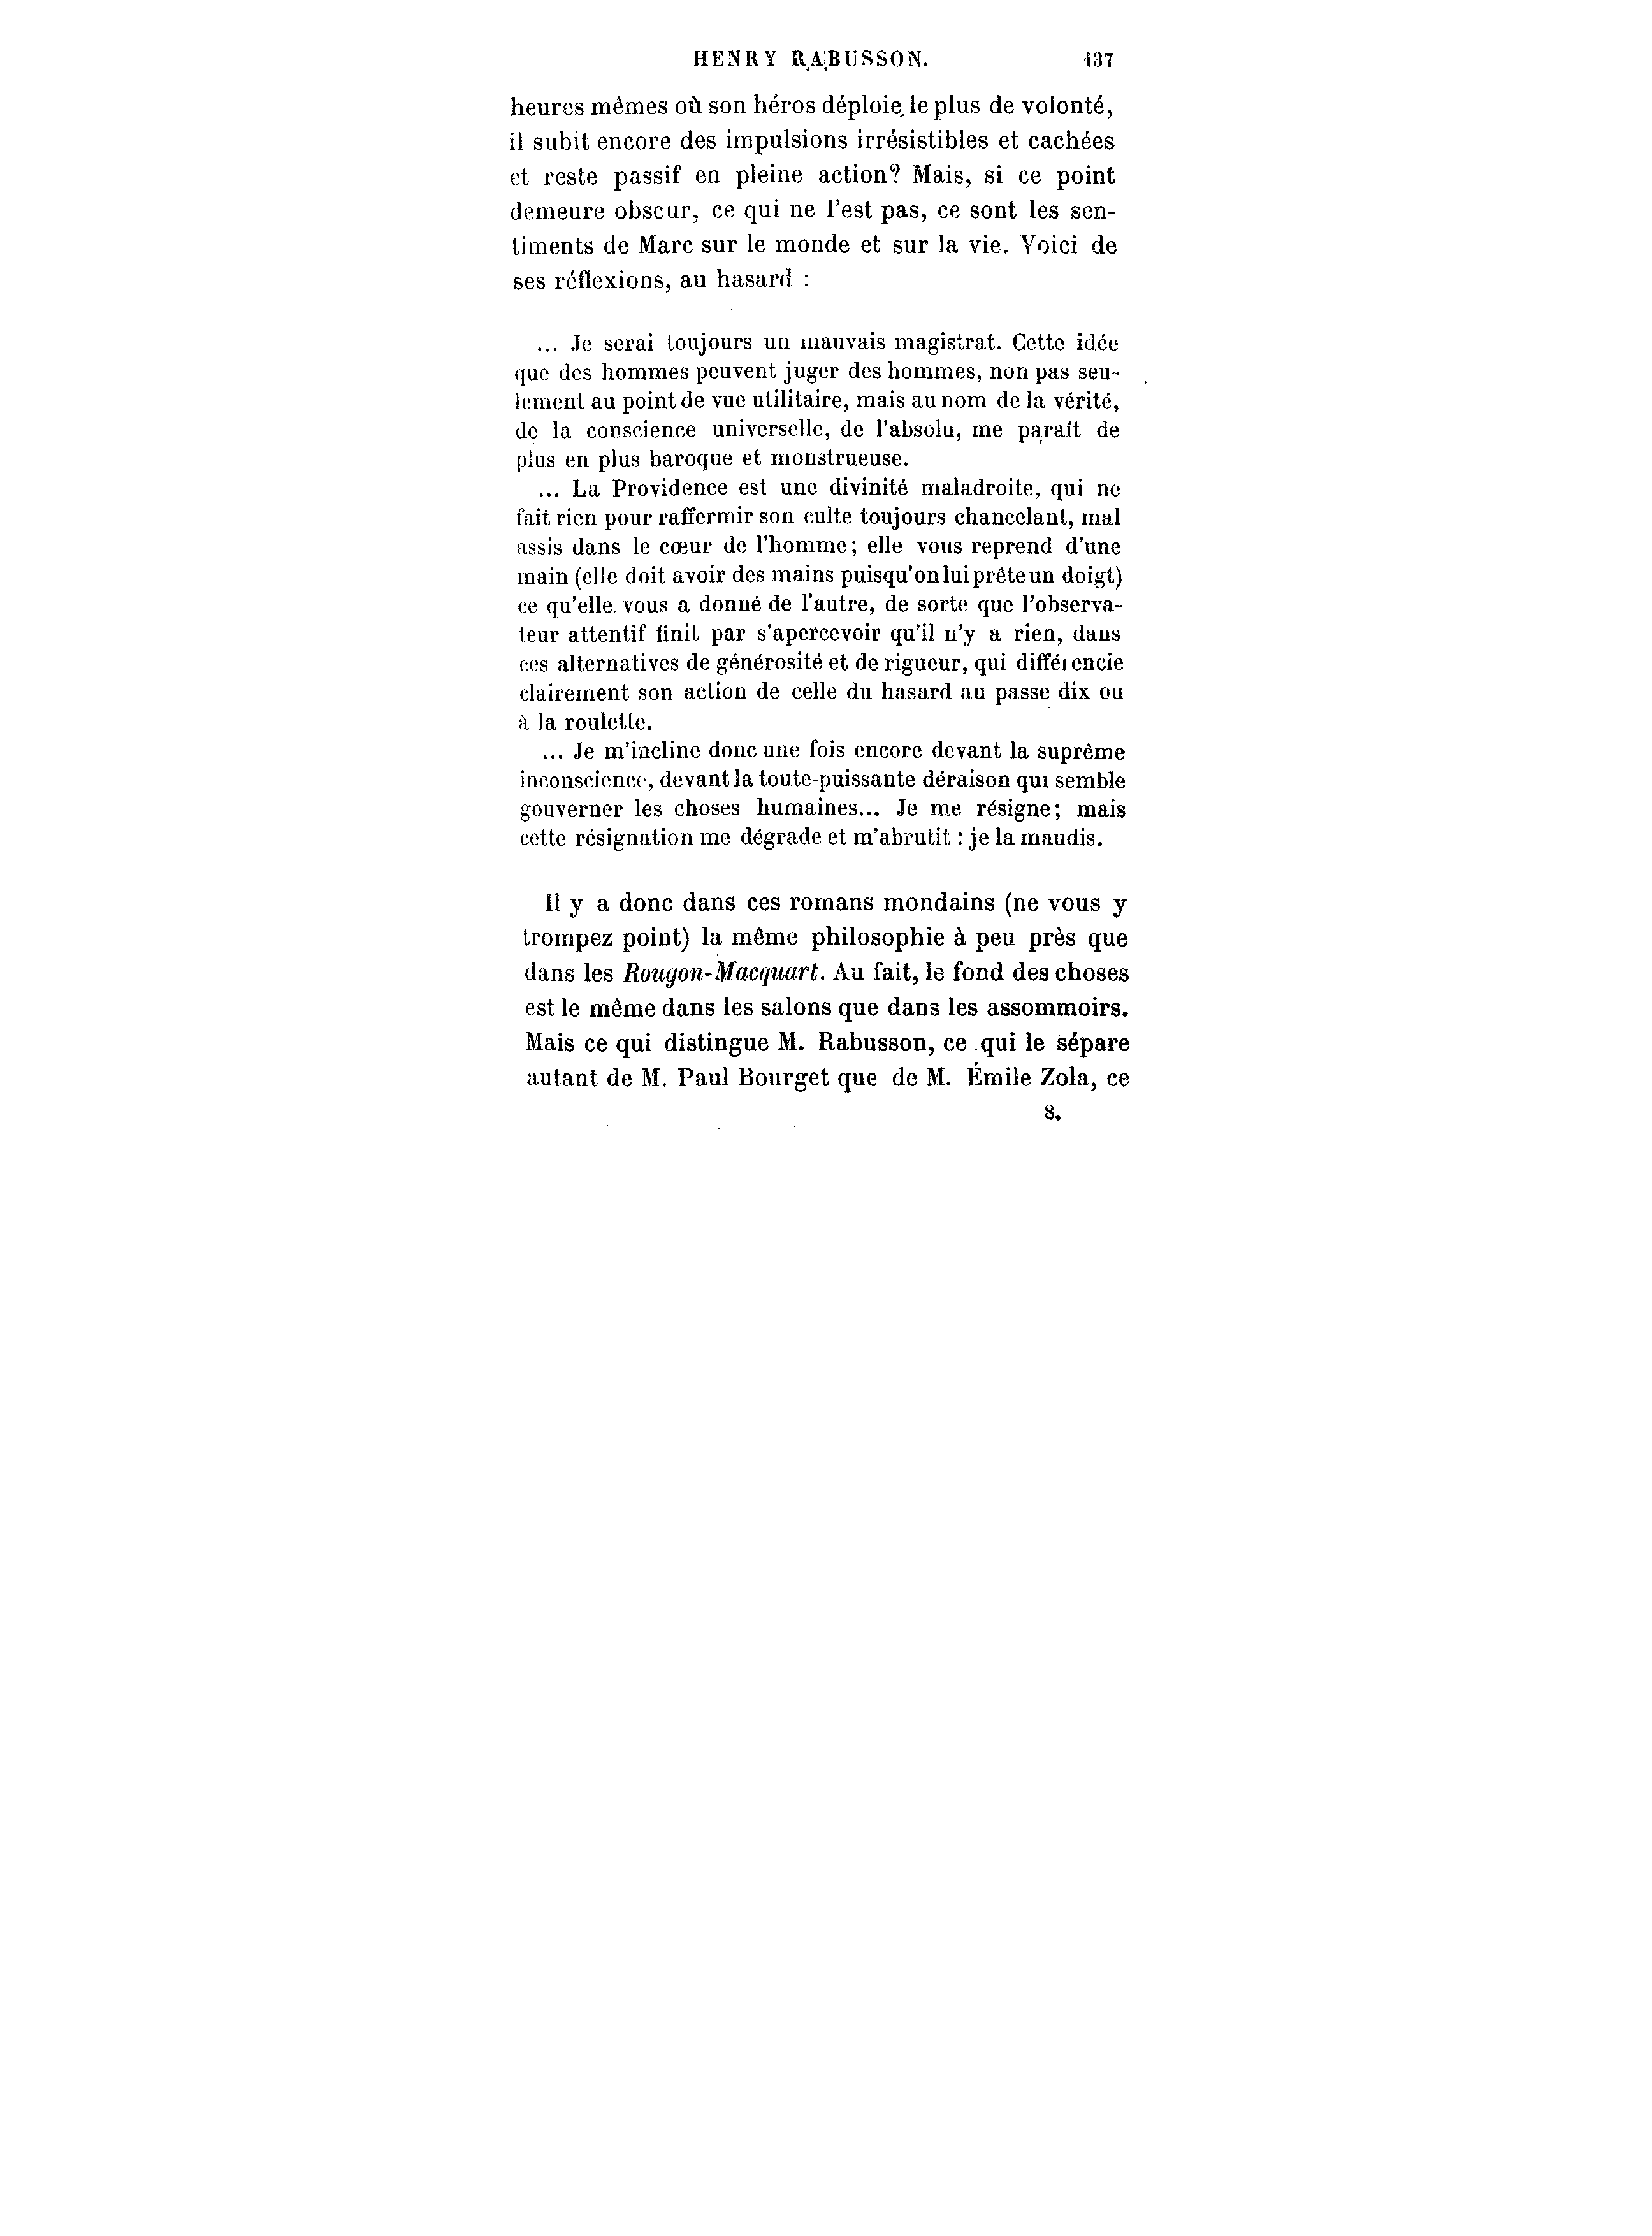 HENRY RABUSSON. 137
heures mêmes où son héros déploie le plus de volonté,
il subit encore des impulsions irrésistibles et cachées
et reste passif en pleine action? Mais, si ce point
demeure obscur, ce qui ne l'est pas, ce sont les sen-
timents de Marc sur le monde et sur la vie. Voici de
ses réflexions, au hasard :
... Je serai toujours un mauvais magistrat. Cette idée
que des hommes peuvent juger des hommes, non pas seu-
lement au point de vue utilitaire, mais au nom de la vérité,
de la conscience universelle, de l'absolu, me paraît de
plus en plus baroque et monstrueuse.
... La Providence est une divinité maladroite, qui ne
fait rien pour raffermir son culte toujours chancelant, mal
assis dans le cœur de l'homme; elle vous reprend d'une
main (elle doit avoir des mains puisqu'on lui prête un doigt)
ce qu'elle vous a donné de l'autre, de sorte que l'observa-
teur attentif finit par s'apercevoir qu'il n'y a rien, dans
ces alternatives de générosité et de rigueur, qui différencie
clairement son action de celle du hasard au passe dix ou
à la roulette.
... Je m'incline donc une fois encore devant la suprême
inconscience, devant la toute-puissante déraison qui semble
gouverner les choses humaines... Je me résigne; mais
cette résignation me dégrade et m'abrutit : je la maudis.
Il y a donc dans ces romans mondains (ne vous y
trompez point) la même philosophie à peu près que
dans les Rougon-Macquart. Au fait, le fond des choses
est le même dans les salons que dans les assommoirs.
Mais ce qui distingue M. Rabusson, ce qui le sépare
autant de M. Paul Bourget que de M. Émile Zola, ce
8.